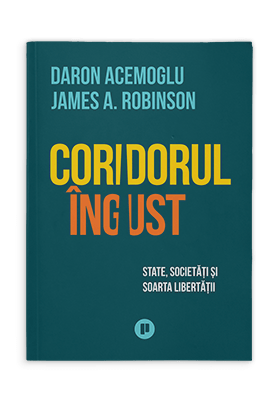 DARON ACEMOGLU
JAMES A. ROBINSON
CORIDORUL
ÎNGUST
STATE, SOCIETĂȚI ȘI
SOARTA LIBERTĂȚII
p